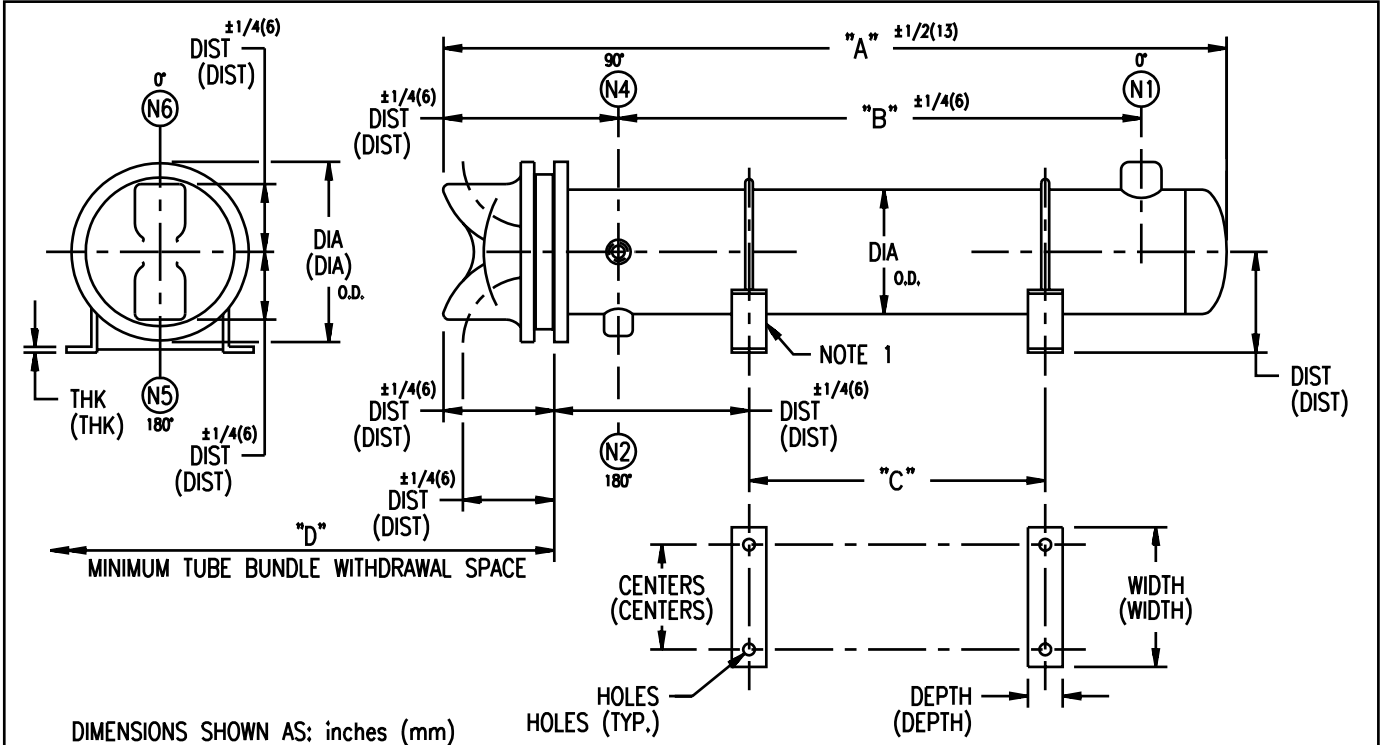 ±1/4(6)
DIST
(DIST)
0°
N6
DIA
(DIA)
O.D.
THK
(THK)
N5
180°
±1/4(6)
DIST
(DIST)
"A" ±1/2(13)
90°
N4
0°
N1
±1/4(6)
DIST
(DIST)
"B" ±1/4(6)
DIA
O.D.
NOTE 1
DIST
(DIST)
±1/4(6)
DIST
(DIST)
±1/4(6)
DIST
(DIST)
N2
180°
±1/4(6)
DIST
(DIST)
"C"
"D"
MINIMUM TUBE BUNDLE WITHDRAWAL SPACE
CENTERS
(CENTERS)
WIDTH
(WIDTH)
HOLES
HOLES (TYP.)
DEPTH
(DEPTH)
DIMENSIONS SHOWN AS: inches (mm)